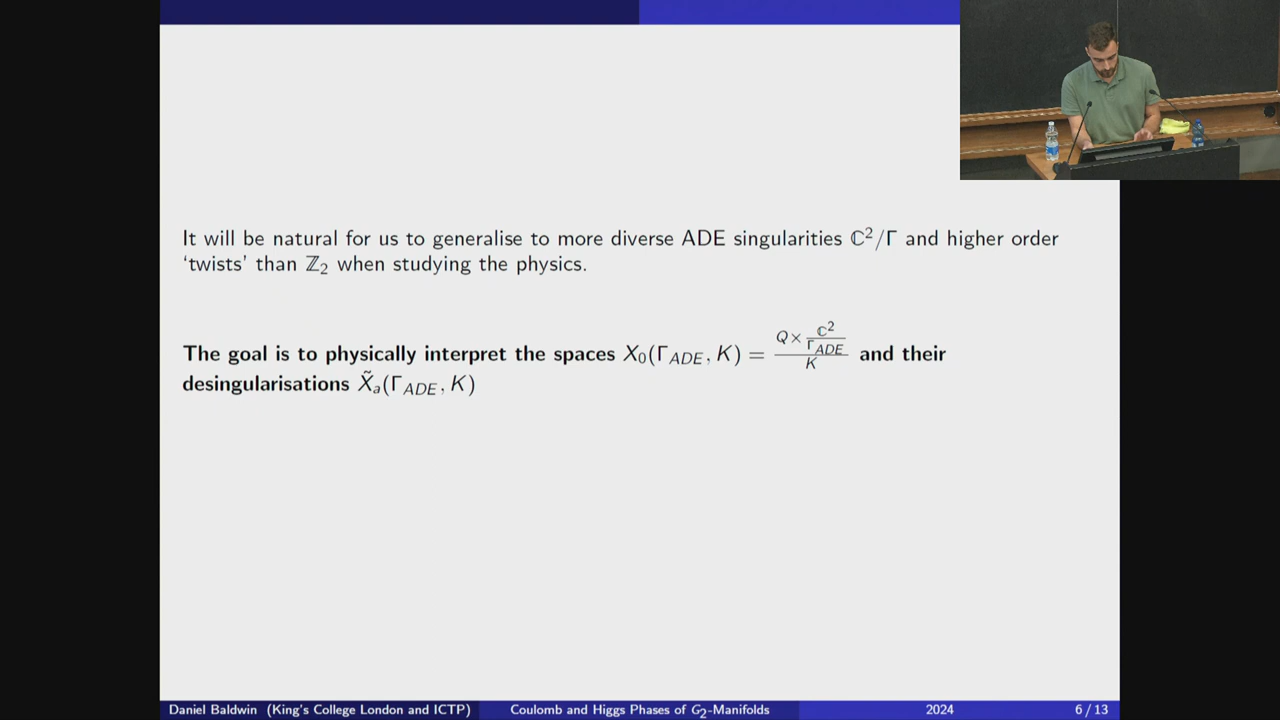 It will be natural for us to generalise to more diverse ADE singularities ℂ²/Γ and higher order
‘twists’ than ℤ₂ when studying the physics.
The goal is to physically interpret the spaces X₀(Γ_ADE, K) = (Q × ℂ²/Γ_ADE)/K and their
desingularisations X̃ₐ(Γ_ADE, K)
Daniel Baldwin (King's College London and ICTP) Coulomb and Higgs Phases of G₂-Manifolds 2024 6 / 13